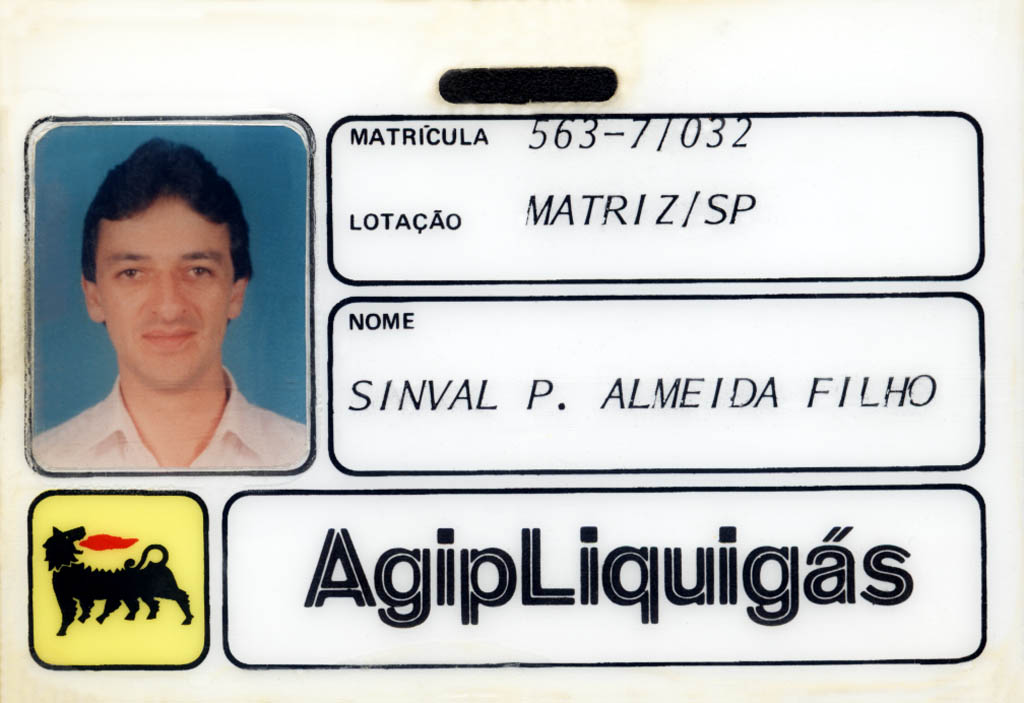 MATRÍCULA 563-7/032
LOTAÇÃO MATRIZ/SP
NOME
SINVAL P. ALMEIDA FILHO
AgipLiquigás